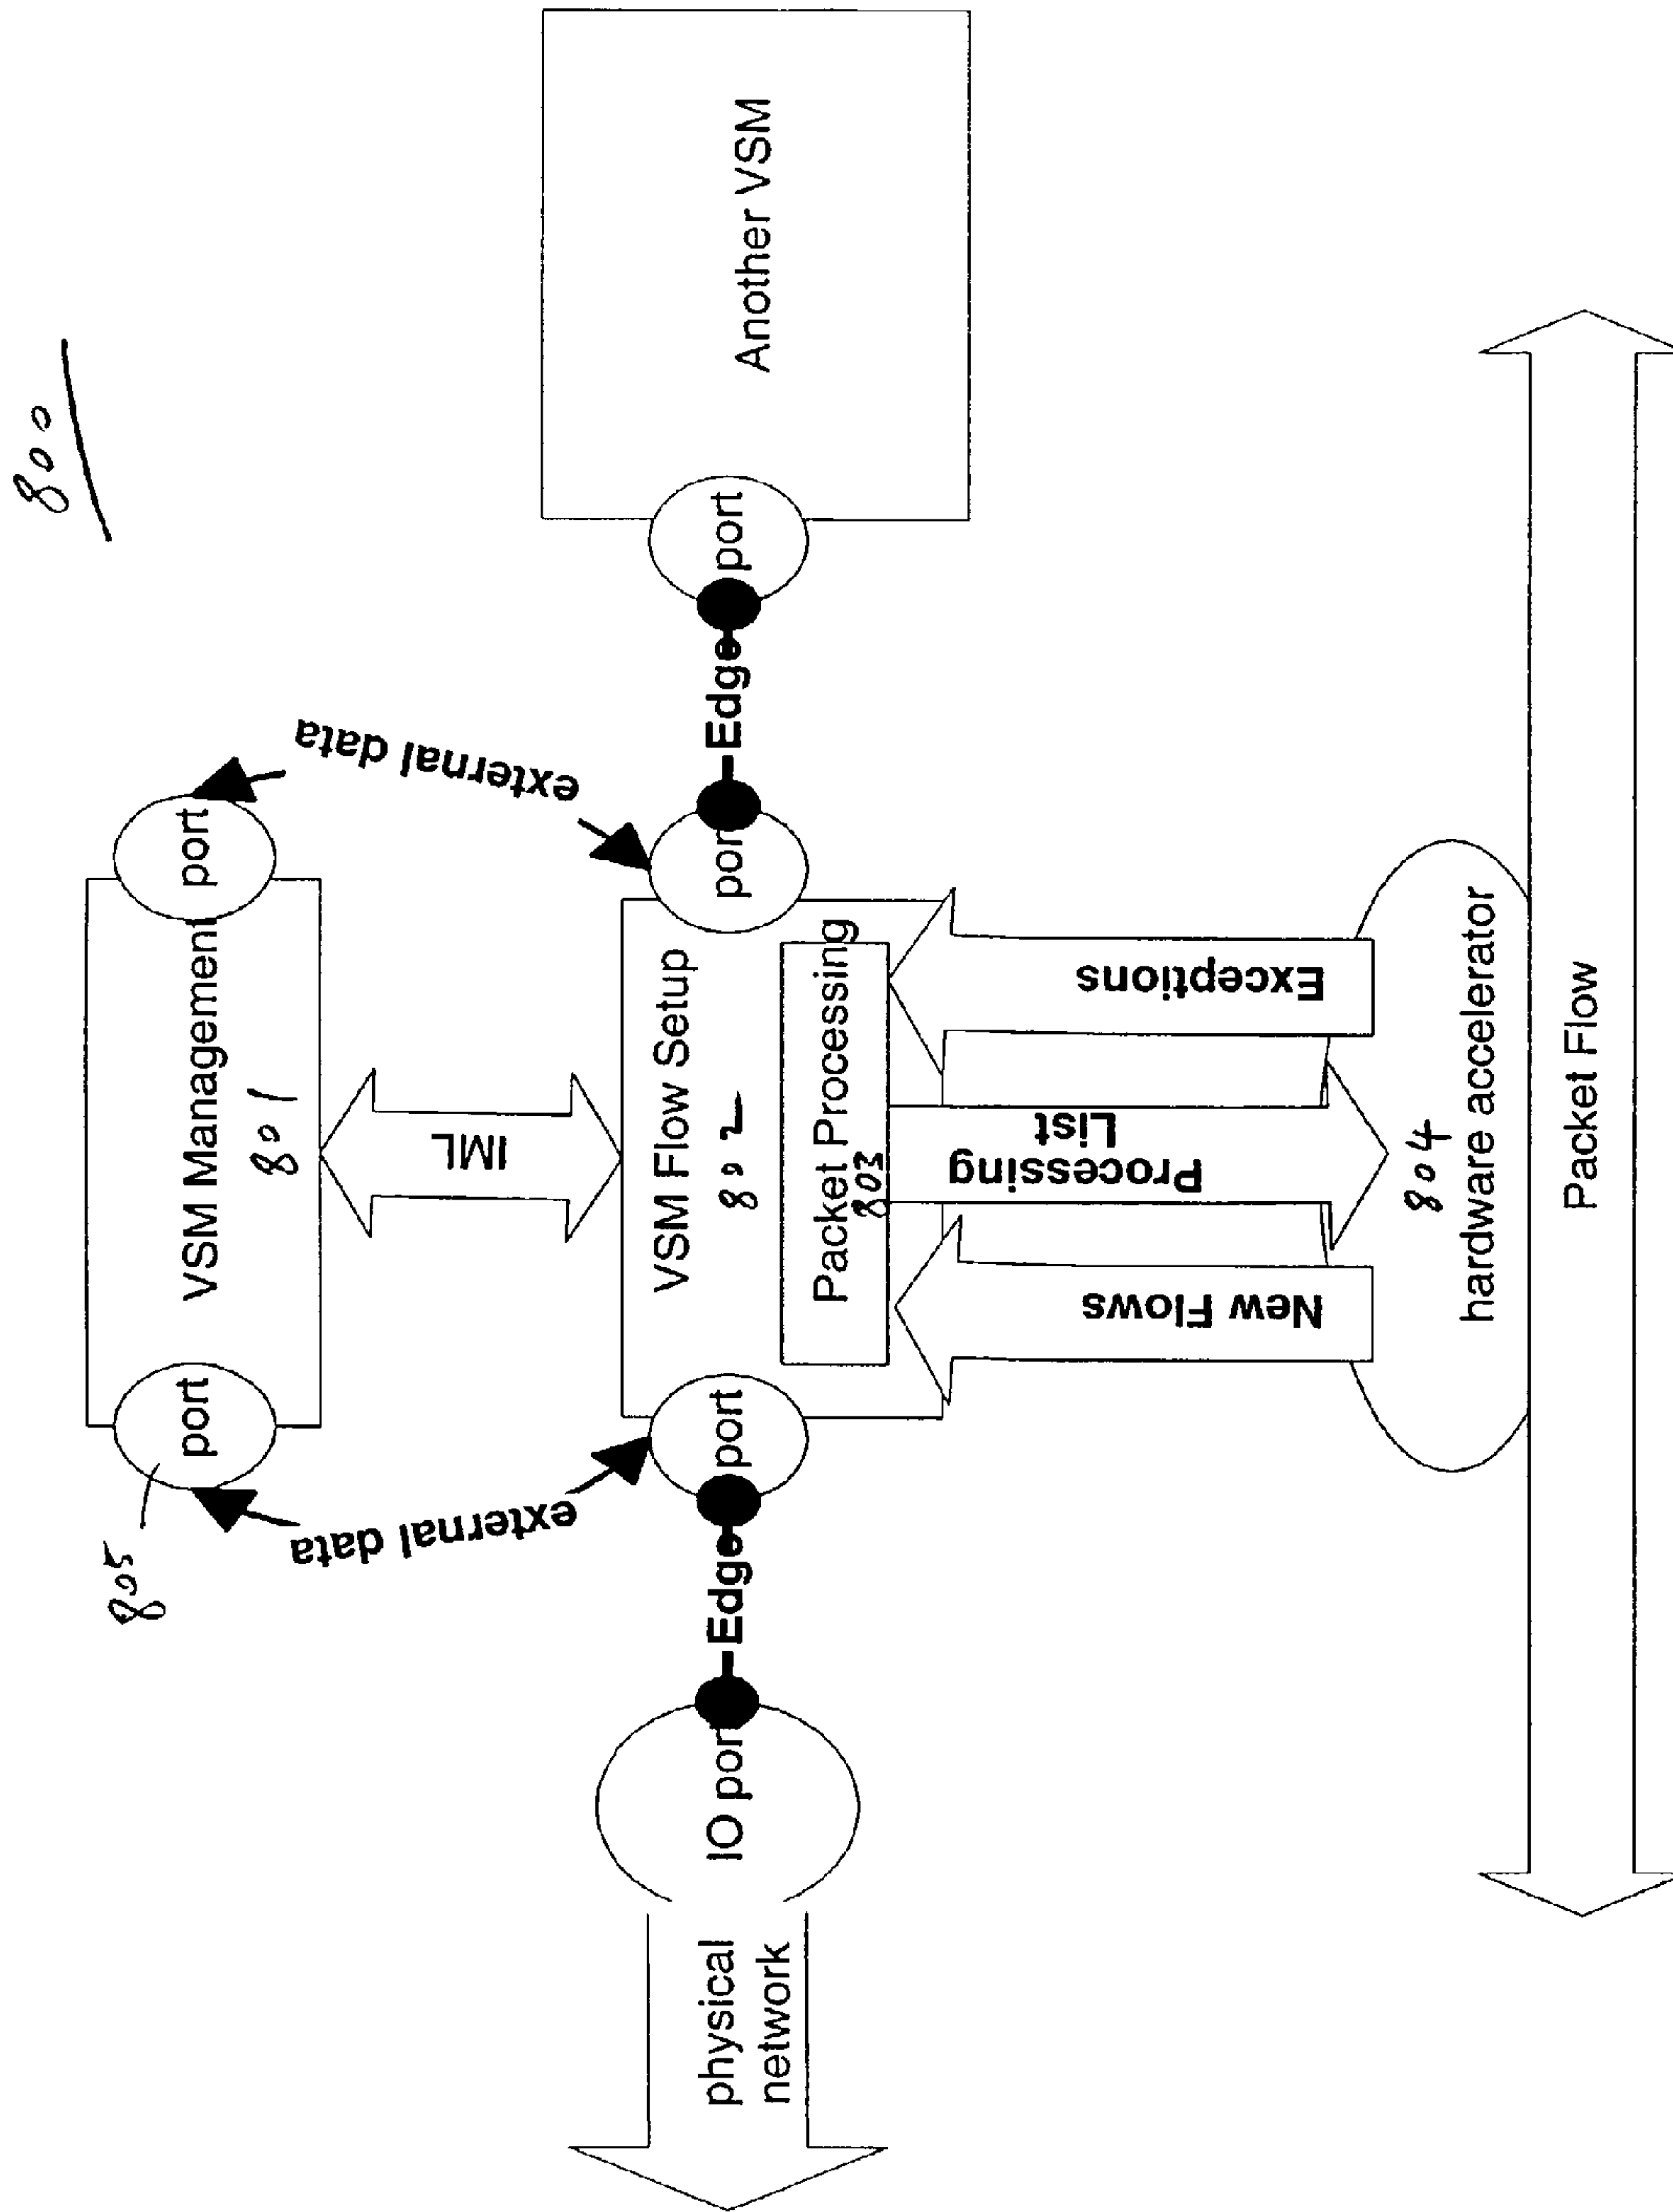 800
805
port
VSM Management
801
port
external data
IML
external data
physical
network
IO port
Edge
port
VSM Flow Setup
802
Packet Processing
803
port
Edge
port
Another VSM
New Flows
Processing
List
Exceptions
804
hardware accelerator
Packet Flow